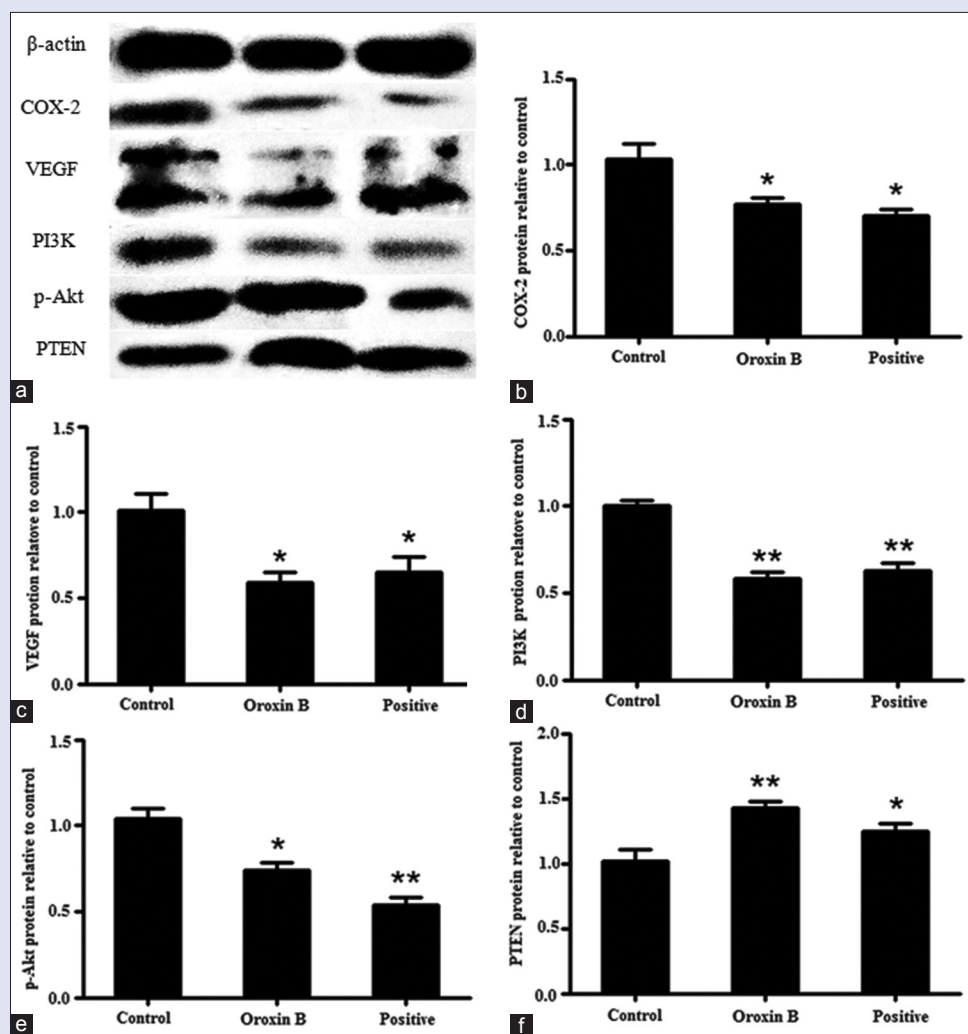 β-actin
COX-2
VEGF
PI3K
p-Akt
PTEN
a
COX-2 protein relative to control
1.5
1.0
0.5
0.0
*
*
Control Oroxin B Positive
b
VEGF protion relatove to control
1.5
1.0
0.5
0.0
*
*
Control Oroxin B Positive
c
PI3K protion relatove to control
1.5
1.0
0.5
0.0
**
**
Control Oroxin B Positive
d
p-Akt protein relative to control
1.5
1.0
0.5
0.0
*
**
Control Oroxin B Positive
e
PTEN protein relative to control
2.0
1.5
1.0
0.5
0.0
**
*
Control Oroxin B Positive
f